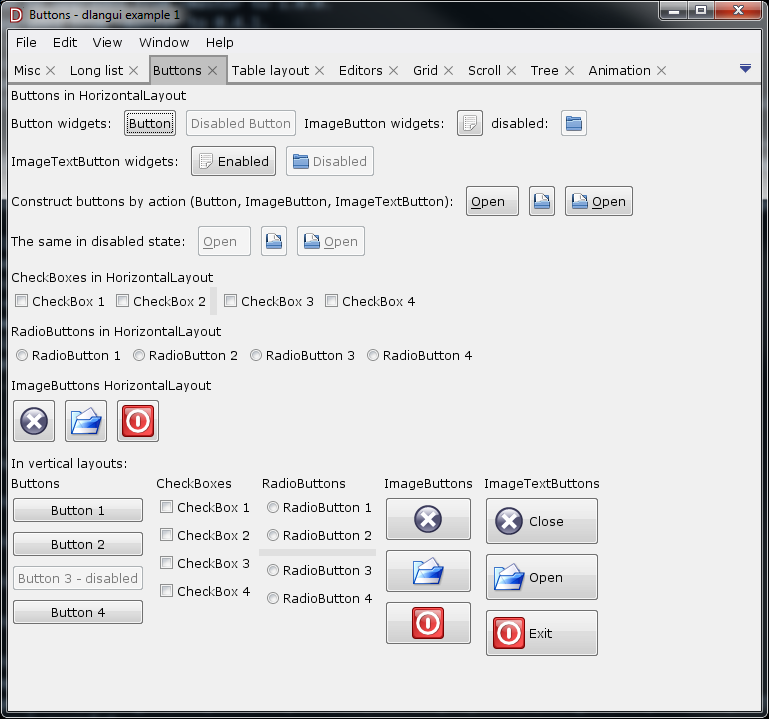 Buttons - dlangui example 1
File Edit View Window Help
Misc Long list Buttons Table layout Editors Grid Scroll Tree Animation
Buttons in HorizontalLayout
Button widgets: Button Disabled Button ImageButton widgets: disabled:
ImageTextButton widgets: Enabled Disabled
Construct buttons by action (Button, ImageButton, ImageTextButton): Open Open
The same in disabled state: Open Open
CheckBoxes in HorizontalLayout
CheckBox 1 CheckBox 2 CheckBox 3 CheckBox 4
RadioButtons in HorizontalLayout
RadioButton 1 RadioButton 2 RadioButton 3 RadioButton 4
ImageButtons HorizontalLayout
In vertical layouts:
Buttons CheckBoxes RadioButtons ImageButtons ImageTextButtons
Button 1 CheckBox 1 RadioButton 1 Close
Button 2 CheckBox 2 RadioButton 2
Button 3 - disabled CheckBox 3 RadioButton 3 Open
Button 4 CheckBox 4 RadioButton 4
Exit